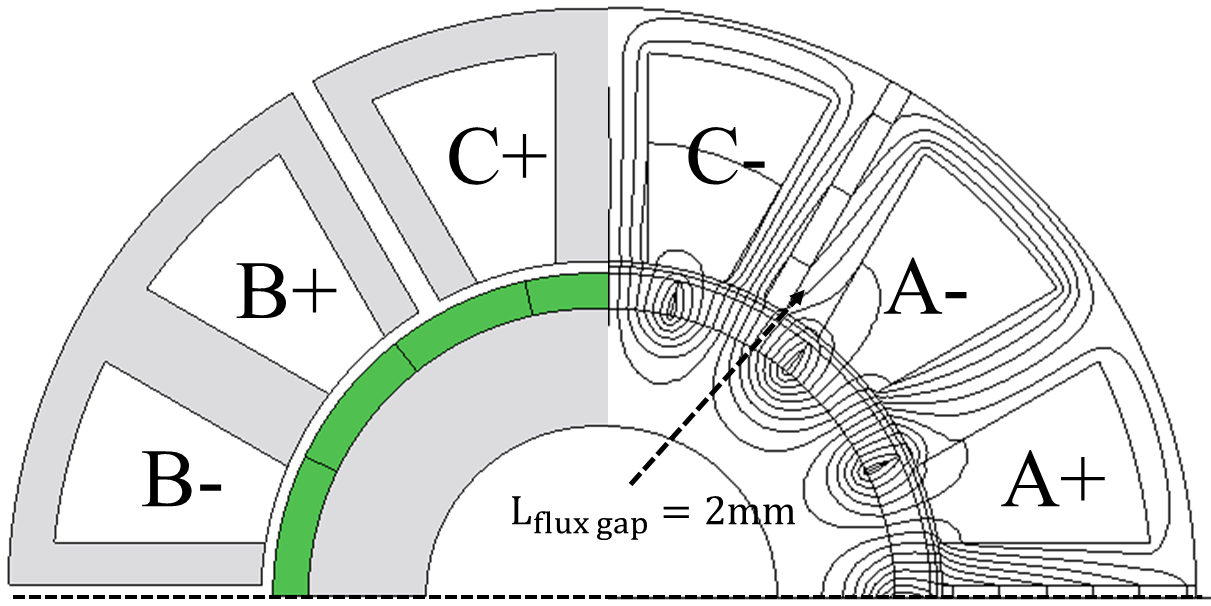 C+
C-
B+
A-
B-
A+
L_flux gap = 2mm